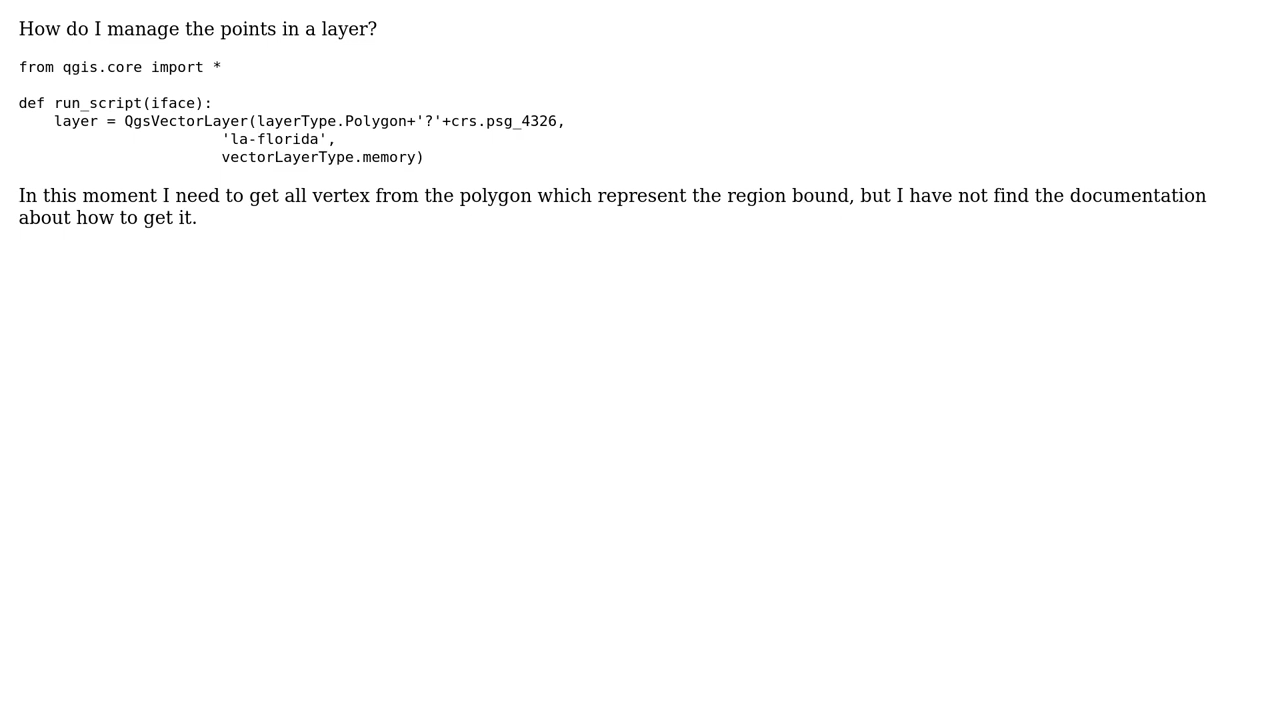 How do I manage the points in a layer?
from qgis.core import *
def run_script(iface):
    layer = QgsVectorLayer(layerType.Polygon+'?'+crs.psg_4326,
                       'la-florida',
                       vectorLayerType.memory)
In this moment I need to get all vertex from the polygon which represent the region bound, but I have not find the documentation
about how to get it.